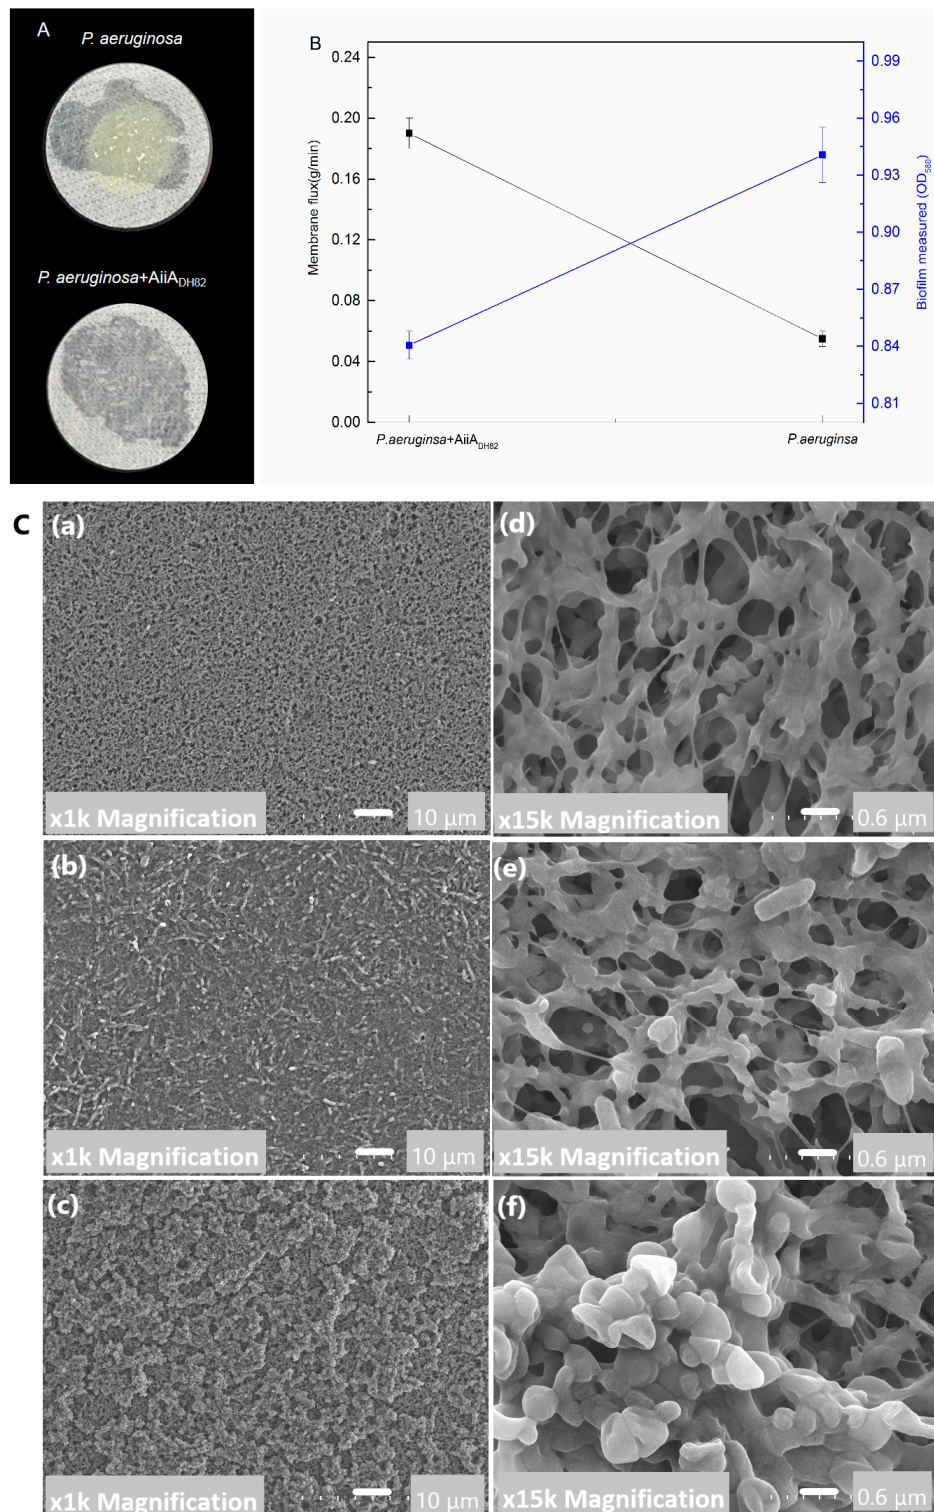 A
P. aeruginosa
P. aeruginosa+AiiADH82
B
0.24
0.20
0.16
0.12
0.08
0.04
0.00
Membrane flux(g/min)
0.99
0.96
0.93
0.90
0.87
0.84
0.81
Biofilm measured (OD580)
P.aeruginsa+AiiADH82
P.aeruginsa
C
(a)
x1k Magnification
10 µm
(d)
x15k Magnification
0.6 µm
(b)
x1k Magnification
10 µm
(e)
x15k Magnification
0.6 µm
(c)
x1k Magnification
10 µm
(f)
x15k Magnification
0.6 µm